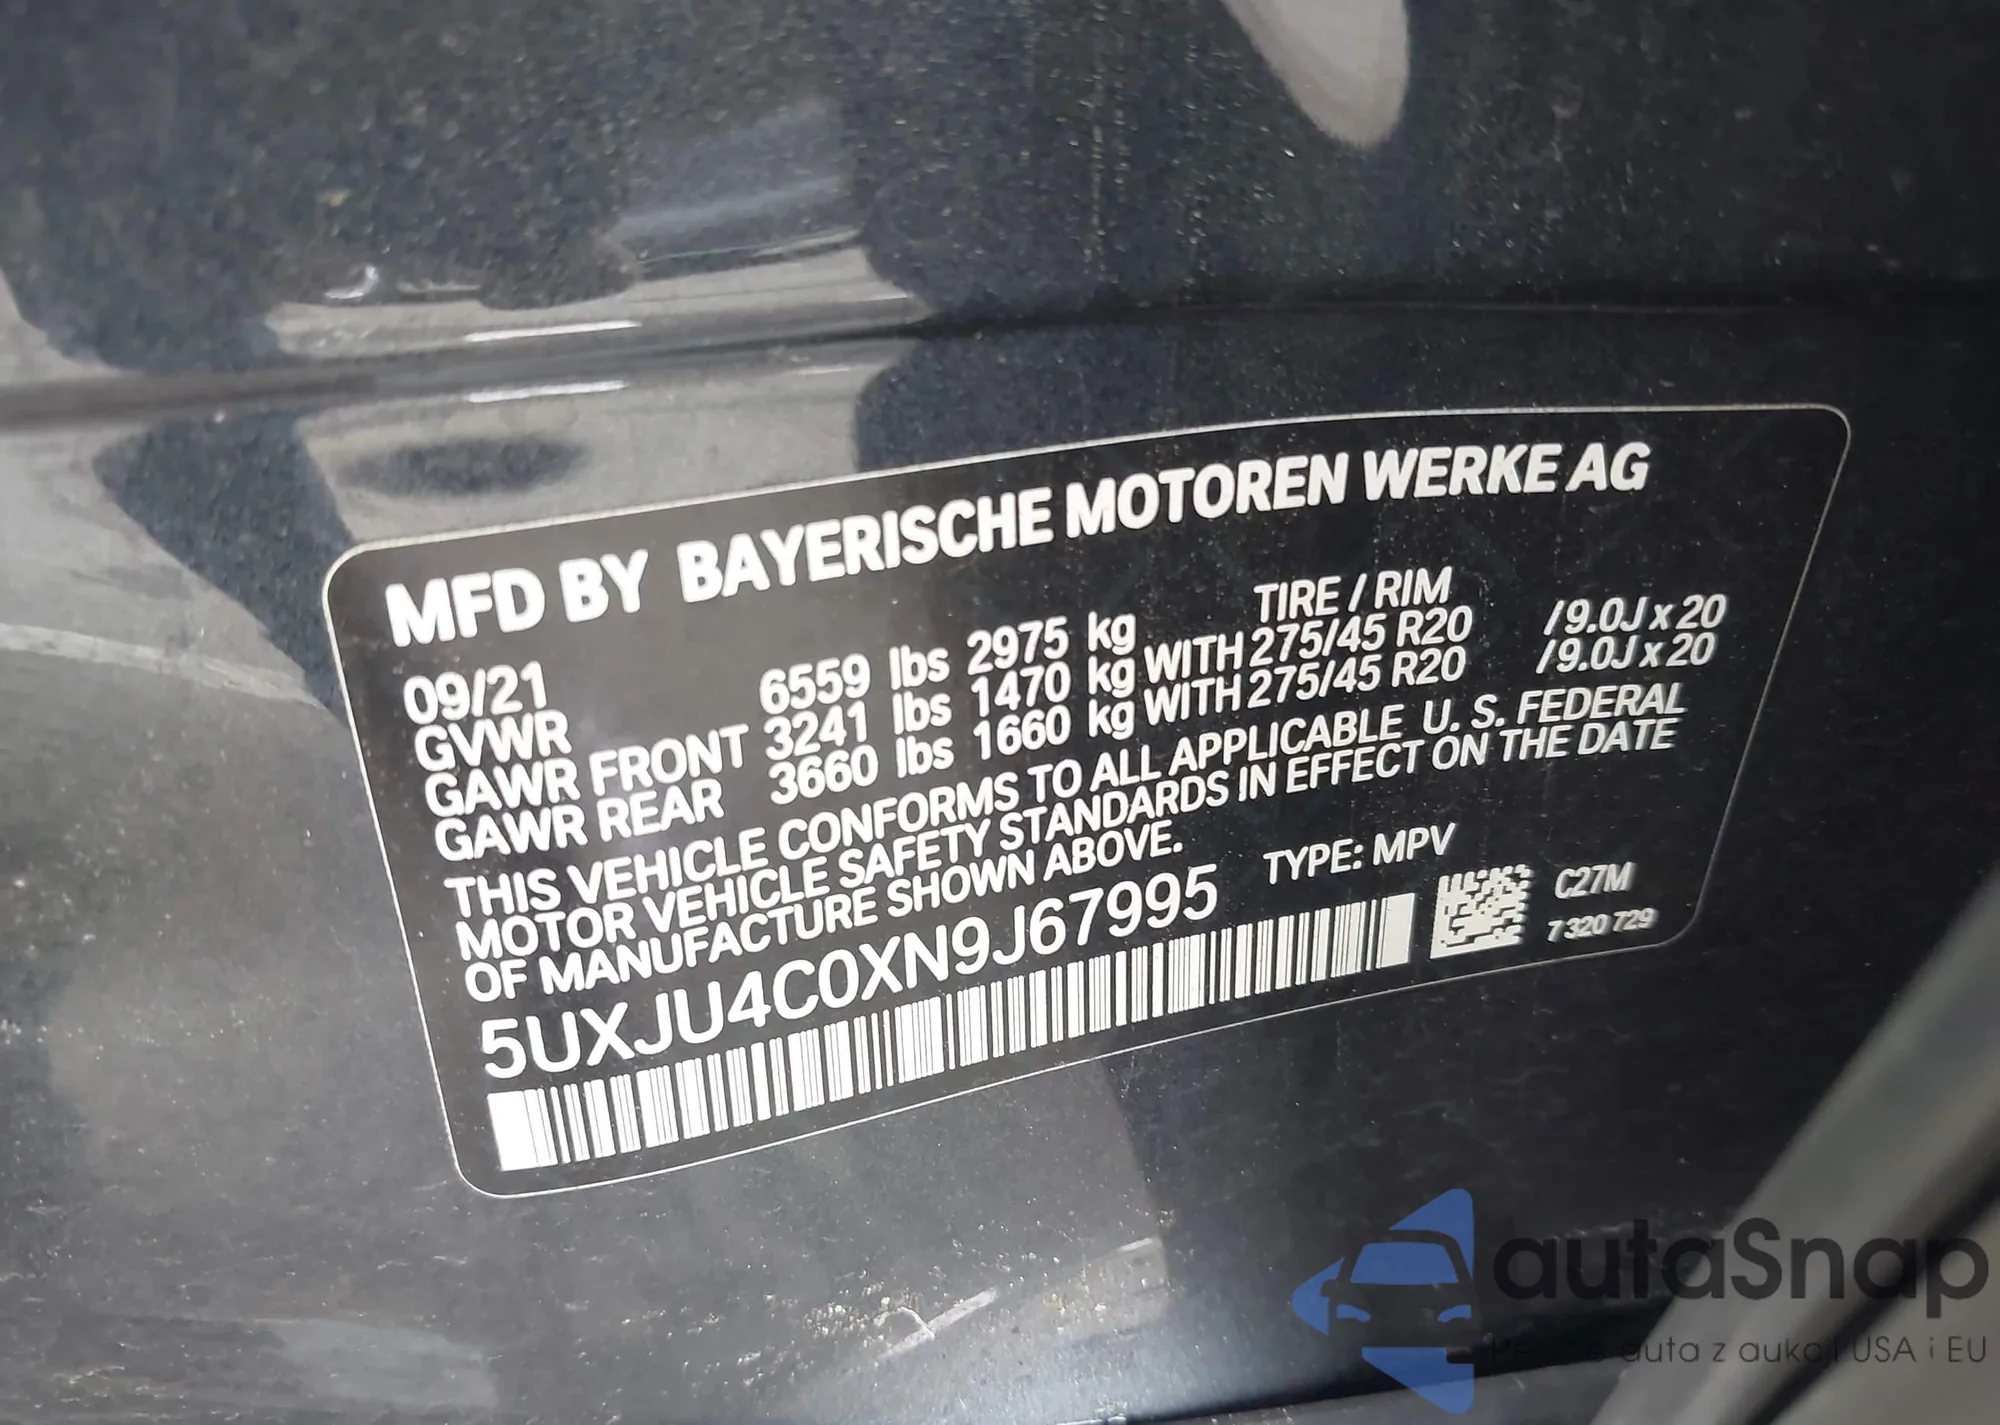 MFD BY BAYERISCHE MOTOREN WERKE AG
09/21 TIRE / RIM
GVWR 6559 lbs 2975 kg
GAWR FRONT 3241 lbs 1470 kg WITH 275/45 R20 /9.0J x 20
GAWR REAR 3660 lbs 1660 kg WITH 275/45 R20 /9.0J x 20
THIS VEHICLE CONFORMS TO ALL APPLICABLE U. S. FEDERAL
MOTOR VEHICLE SAFETY STANDARDS IN EFFECT ON THE DATE
OF MANUFACTURE SHOWN ABOVE.
5UXJU4C0XN9J67995 TYPE: MPV
C27M
7 320 729
autaSnap
auta z aukcji USA i EU